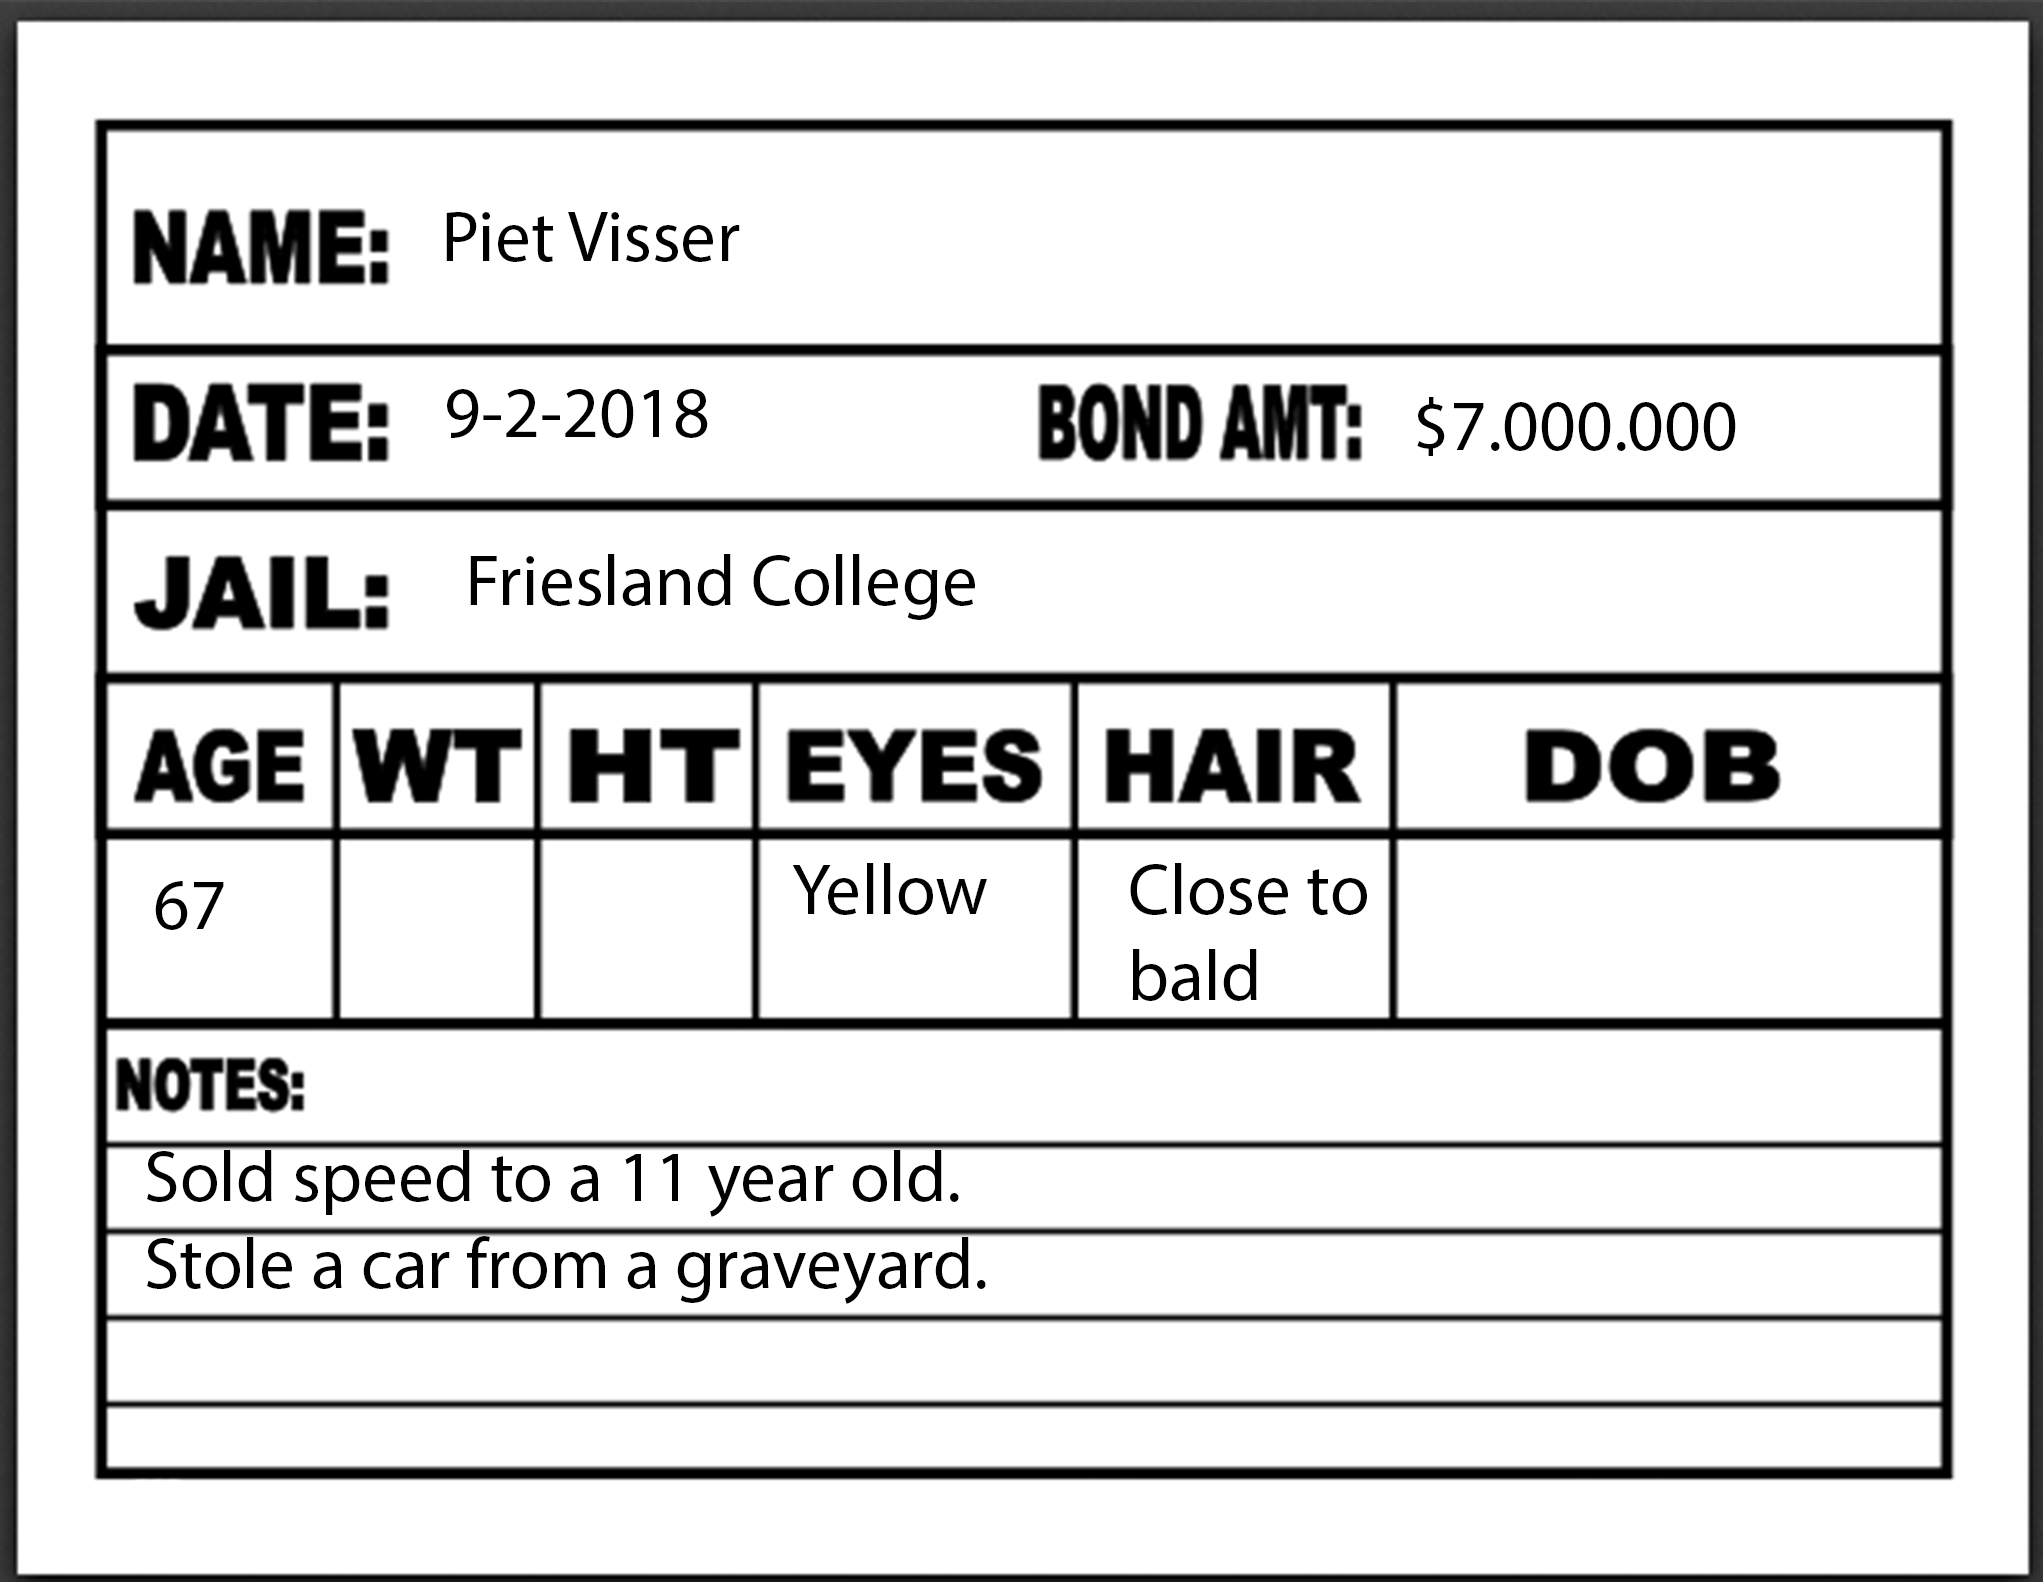 NAME: Piet Visser
DATE: 9-2-2018 BOND AMT: $7.000.000
JAIL: Friesland College
AGE WT HT EYES HAIR DOB
67 Yellow Close to
bald
NOTES:
Sold speed to a 11 year old.
Stole a car from a graveyard.